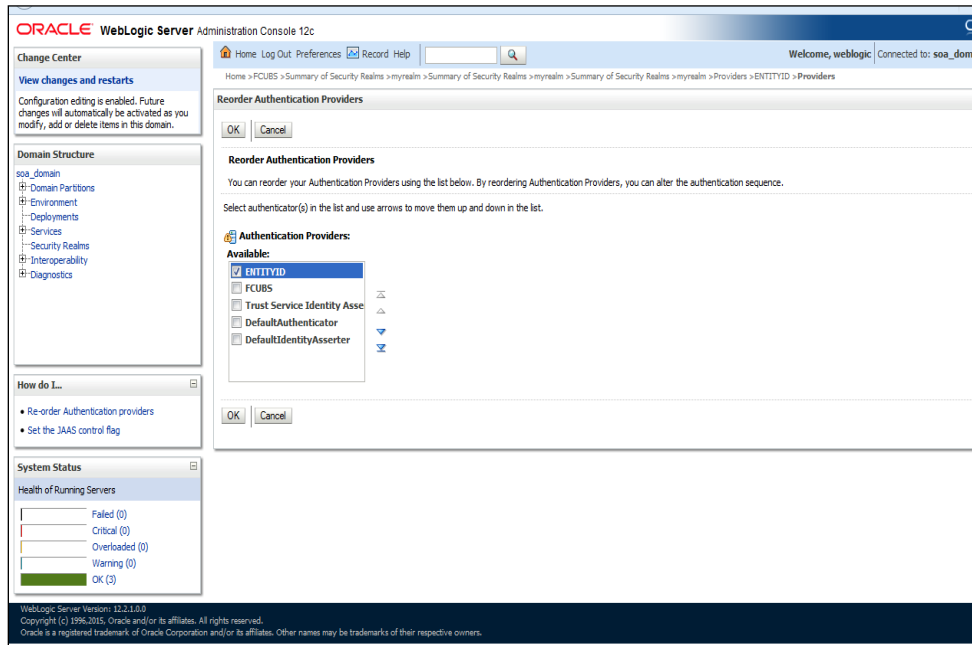 ORACLE WebLogic Server Administration Console 12c
Change Center
View changes and restarts
Configuration editing is enabled. Future
changes will automatically be activated as you
modify, add or delete items in this domain.
Domain Structure
soa_domain
Domain Partitions
Environment
Deployments
Services
Security Realms
Interoperability
Diagnostics
How do I...
Re-order Authentication providers
Set the JAAS control flag
System Status
Health of Running Servers
Failed (0)
Critical (0)
Overloaded (0)
Warning (0)
OK (3)
Home Log Out Preferences Record Help
Welcome, weblogic Connected to: soa_dom
Home >FCUBS >Summary of Security Realms >myrealm >Summary of Security Realms >myrealm >Summary of Security Realms >myrealm >Providers >ENTITYID >Providers
Reorder Authentication Providers
OK Cancel
Reorder Authentication Providers
You can reorder your Authentication Providers using the list below. By reordering Authentication Providers, you can alter the authentication sequence.
Select authenticator(s) in the list and use arrows to move them up and down in the list.
Authentication Providers:
Available:
ENTITYID
FCUBS
Trust Service Identity Asse
DefaultAuthenticator
DefaultIdentityAsserter
OK Cancel
WebLogic Server Version: 12.2.1.0.0
Copyright (c) 1996,2015, Oracle and/or its affiliates. All rights reserved.
Oracle is a registered trademark of Oracle Corporation and/or its affiliates. Other names may be trademarks of their respective owners.